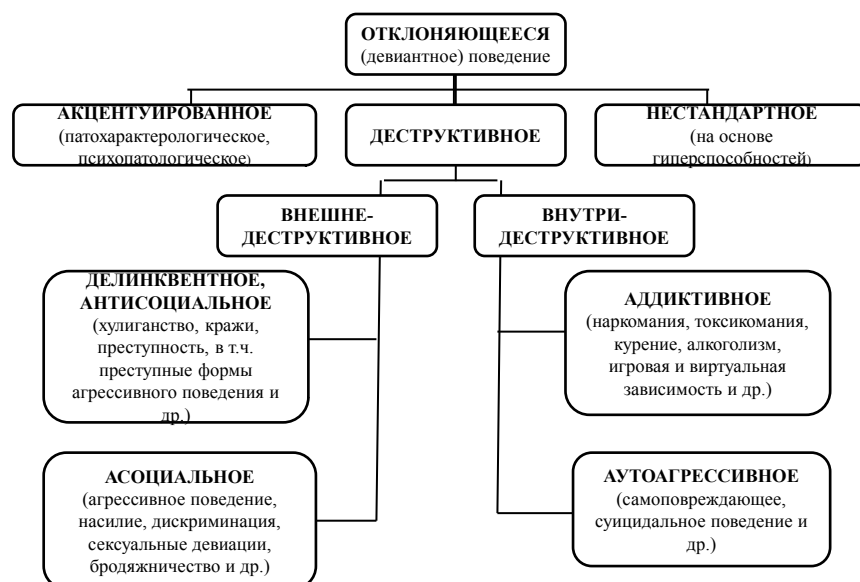 ОТКЛОНЯЮЩЕЕСЯ
(девиантное) поведение
АКЦЕНТУИРОВАННОЕ
(патохарактерологическое,
психопатологическое)
ДЕСТРУКТИВНОЕ
НЕСТАНДАРТНОЕ
(на основе
гиперспособностей)
ВНЕШНЕ-
ДЕСТРУКТИВНОЕ
ВНУТРИ-
ДЕСТРУКТИВНОЕ
ДЕЛИНКВЕНТНОЕ,
АНТИСОЦИАЛЬНОЕ
(хулиганство, кражи,
преступность, в т.ч.
преступные формы
агрессивного поведения и
др.)
АДДИКТИВНОЕ
(наркомания, токсикомания,
курение, алкоголизм,
игровая и виртуальная
зависимость и др.)
АСОЦИАЛЬНОЕ
(агрессивное поведение,
насилие, дискриминация,
сексуальные девиации,
бродяжничество и др.)
АУТОАГРЕССИВНОЕ
(самоповреждающее,
суицидальное поведение и
др.)